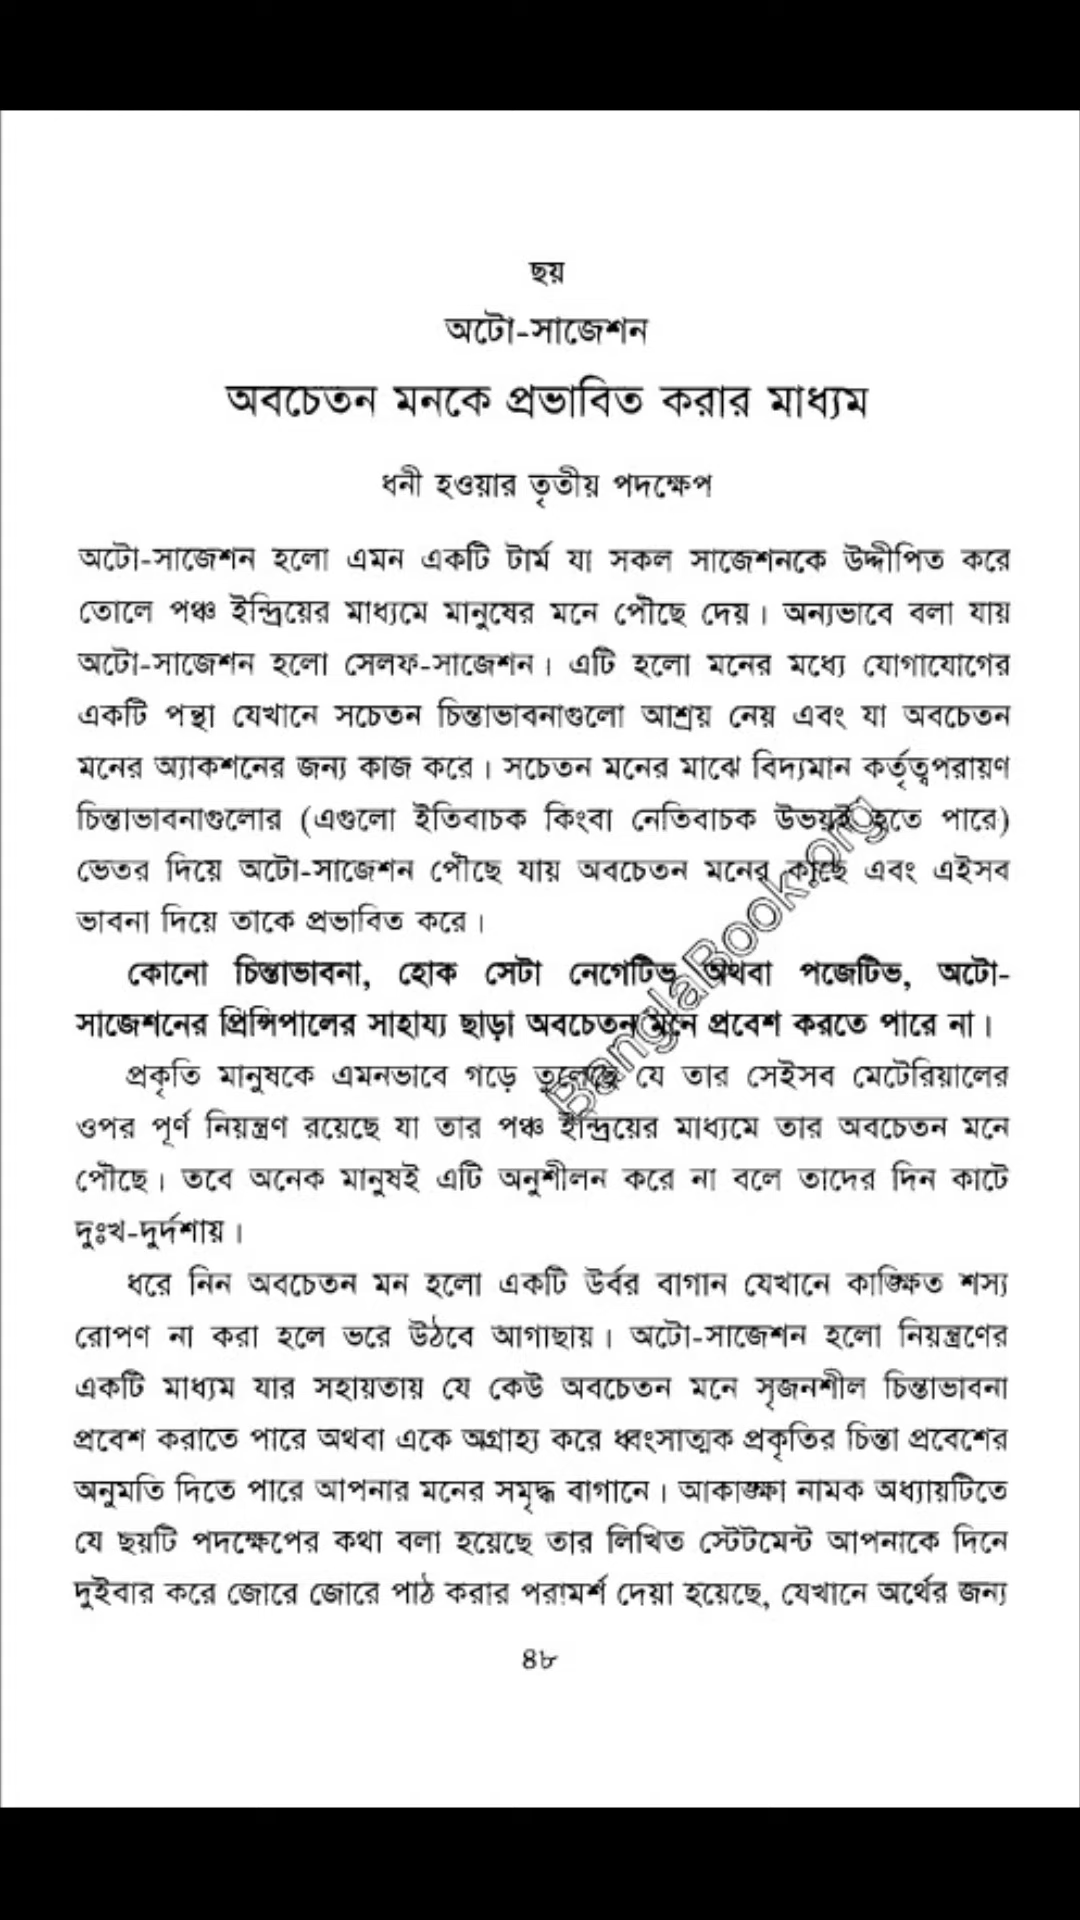 ছয়
অটো-সাজেশন
অবচেতন মনকে প্রভাবিত করার মাধ্যম
ধনী হওয়ার তৃতীয় পদক্ষেপ
অটো-সাজেশন হলো এমন একটি টার্ম যা সকল সাজেশনকে উদ্দীপিত করে
তোলে পঞ্চ ইন্দ্রিয়ের মাধ্যমে মানুষের মনে পৌছে দেয়। অন্যভাবে বলা যায়
অটো-সাজেশন হলো সেলফ-সাজেশন। এটি হলো মনের মধ্যে যোগাযোগের
একটি পন্থা যেখানে সচেতন চিন্তাভাবনাগুলো আশ্রয় নেয় এবং যা অবচেতন
মনের অ্যাকশনের জন্য কাজ করে। সচেতন মনের মাঝে বিদ্যমান কর্তৃত্বপরায়ণ
চিন্তাভাবনাগুলোর (এগুলো ইতিবাচক কিংবা নেতিবাচক উভয়ই হতে পারে)
ভেতর দিয়ে অটো-সাজেশন পৌছে যায় অবচেতন মনের কাছে এবং এইসব
ভাবনা দিয়ে তাকে প্রভাবিত করে।
কোনো চিন্তাভাবনা, হোক সেটা নেগেটিভ অথবা পজেটিভ, অটো-
সাজেশনের প্রিন্সিপালের সাহায্য ছাড়া অবচেতন মনে প্রবেশ করতে পারে না।
প্রকৃতি মানুষকে এমনভাবে গড়ে তুলেছে যে তার সেইসব মেটেরিয়ালের
ওপর পূর্ণ নিয়ন্ত্রণ রয়েছে যা তার পঞ্চ ইন্দ্রিয়ের মাধ্যমে তার অবচেতন মনে
পৌছে। তবে অনেক মানুষই এটি অনুশীলন করে না বলে তাদের দিন কাটে
দুঃখ-দুর্দশায়।
ধরে নিন অবচেতন মন হলো একটি উর্বর বাগান যেখানে কাঙ্ক্ষিত শস্য
রোপণ না করা হলে ভরে উঠবে আগাছায়। অটো-সাজেশন হলো নিয়ন্ত্রণের
একটি মাধ্যম যার সহায়তায় যে কেউ অবচেতন মনে সৃজনশীল চিন্তাভাবনা
প্রবেশ করাতে পারে অথবা একে অগ্রাহ্য করে ধ্বংসাত্মক প্রকৃতির চিন্তা প্রবেশের
অনুমতি দিতে পারে আপনার মনের সমৃদ্ধ বাগানে। আকাঙ্ক্ষা নামক অধ্যায়টিতে
যে ছয়টি পদক্ষেপের কথা বলা হয়েছে তার লিখিত স্টেটমেন্ট আপনাকে দিনে
দুইবার করে জোরে জোরে পাঠ করার পরামর্শ দেয়া হয়েছে, যেখানে অর্থের জন্য
৪৮
BanglaBook.org